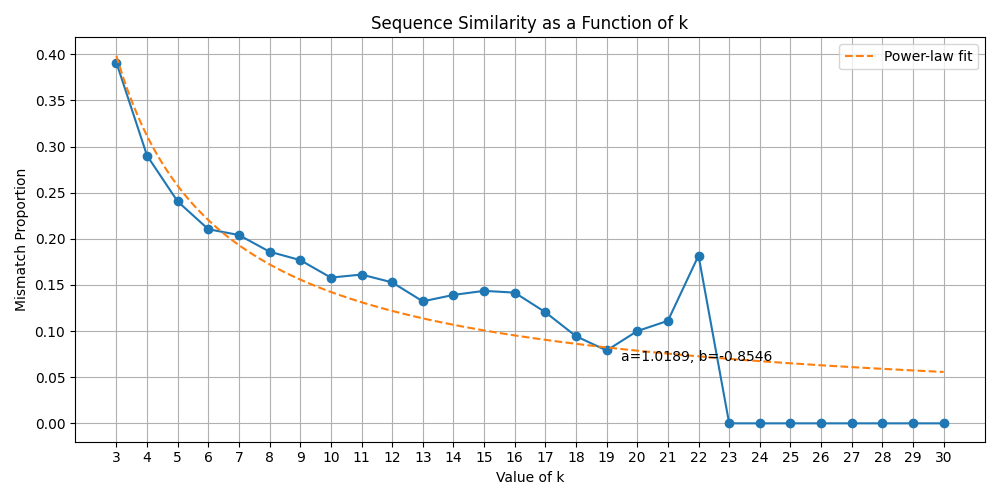 Sequence Similarity as a Function of k
Power-law fit
Mismatch Proportion
0.40
0.35
0.30
0.25
0.20
0.15
0.10
0.05
0.00
a=1.0189, b=-0.8546
3 4 5 6 7 8 9 10 11 12 13 14 15 16 17 18 19 20 21 22 23 24 25 26 27 28 29 30
Value of k